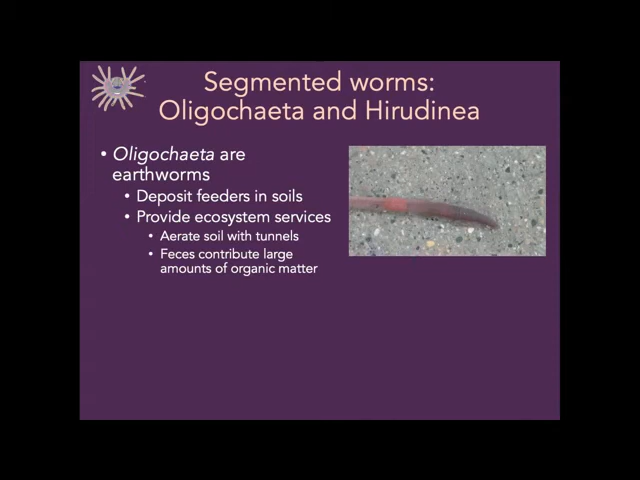 Segmented worms:
Oligochaeta and Hirudinea
• Oligochaeta are
earthworms
• Deposit feeders in soils
• Provide ecosystem services
• Aerate soil with tunnels
• Feces contribute large
amounts of organic matter